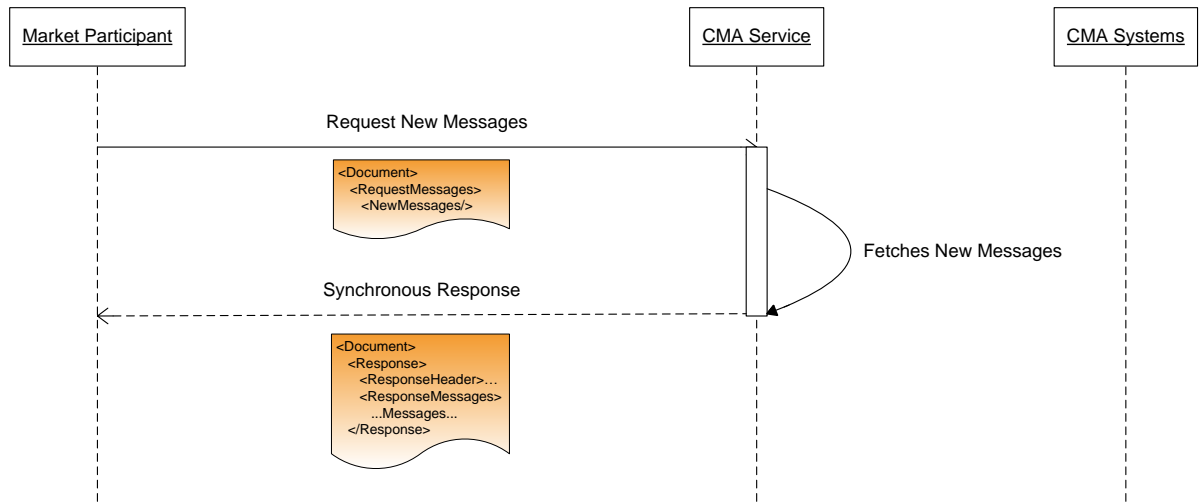 Market Participant
CMA Service
CMA Systems
Request New Messages
<Document>
<RequestMessages>
<NewMessages/>
Fetches New Messages
Synchronous Response
<Document>
<Response>
<ResponseHeader>…
<ResponseMessages>
...Messages...
</Response>